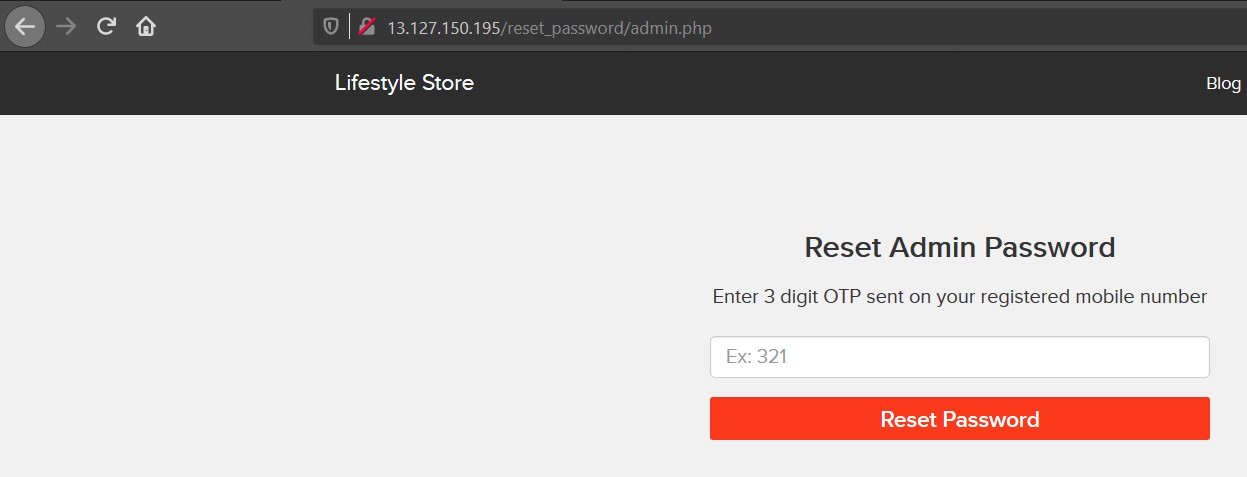 13.127.150.195/reset_password/admin.php
Lifestyle Store
Blog
Reset Admin Password
Enter 3 digit OTP sent on your registered mobile number
Ex: 321
Reset Password